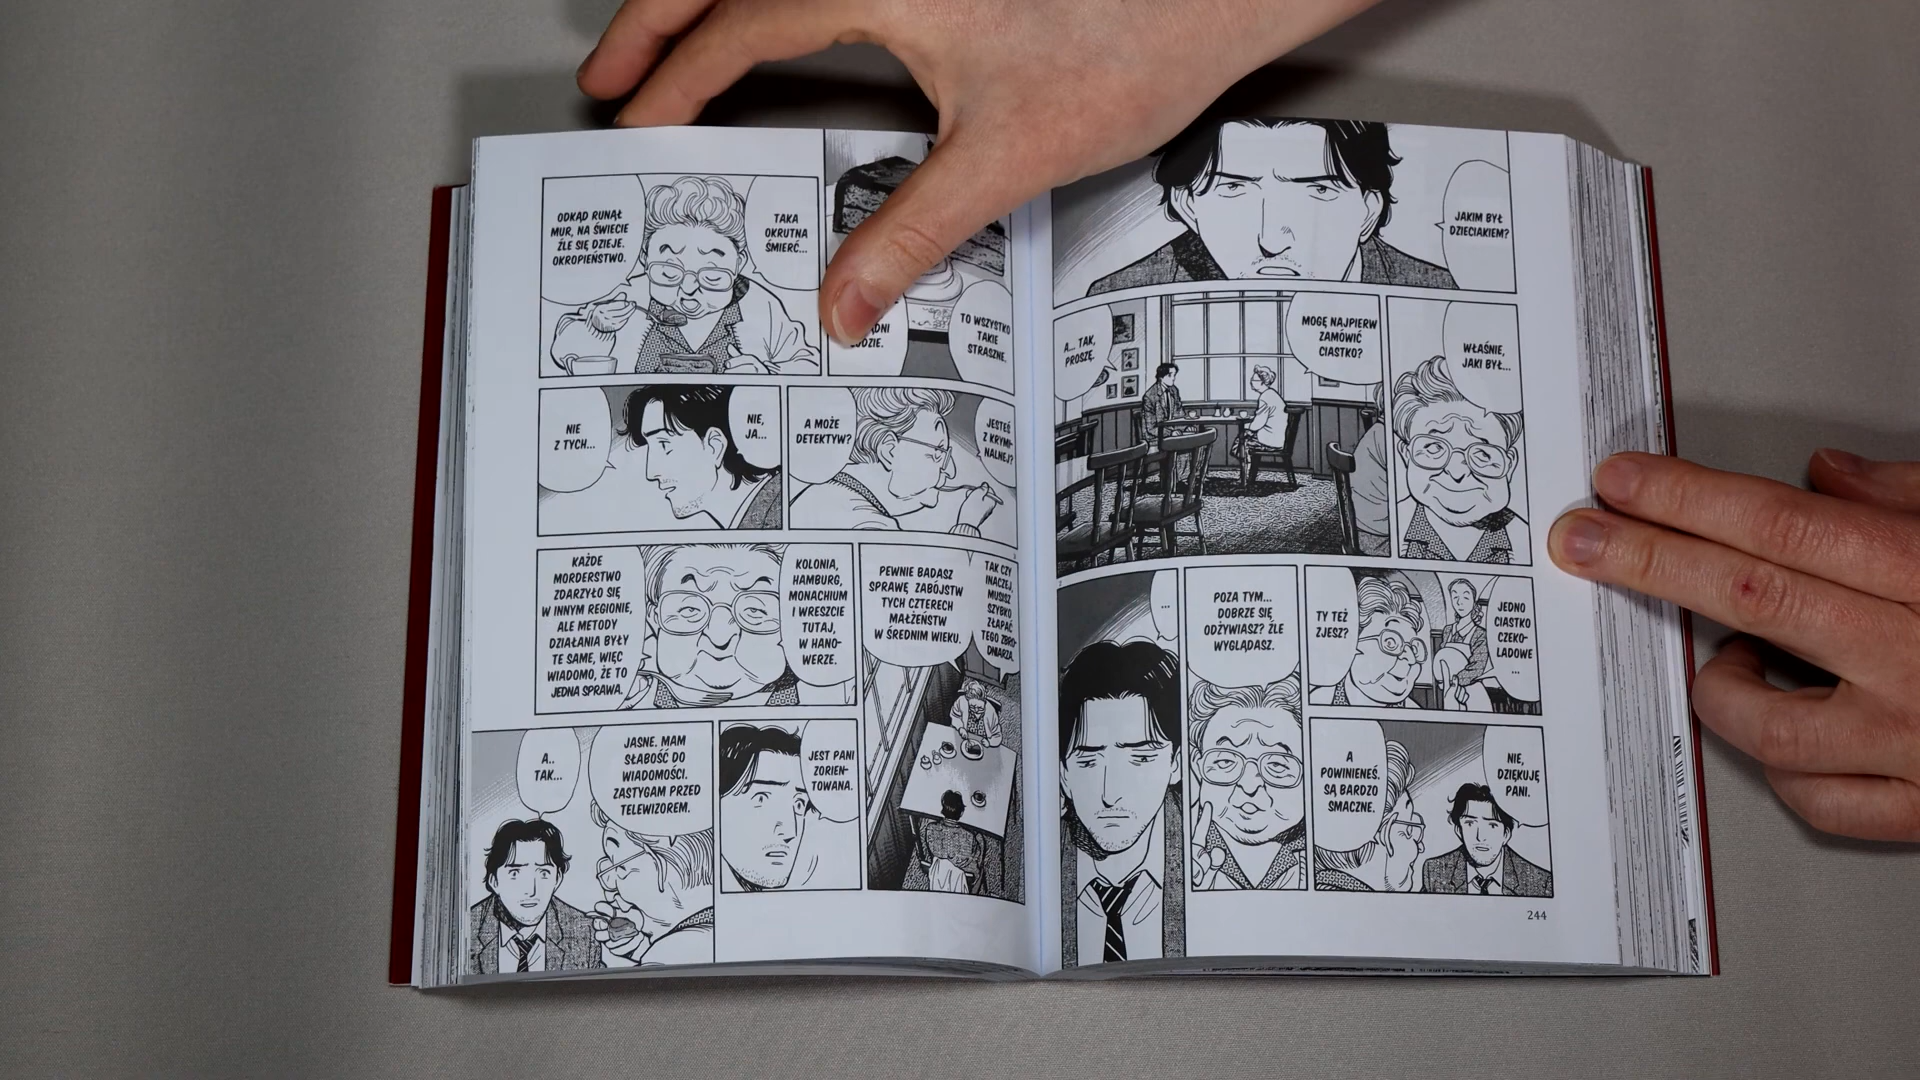 JAKIM BYŁ
DZIECIAKIEM?
WŁAŚNIE,
JAKI BYŁ...
MOGĘ NAJPIERW
ZAMÓWIĆ
CIASTKO?
A... TAK,
PROSZĘ.
JEDNO
CIASTKO
CZEKO-
LADOWE
...
TY TEŻ
ZJESZ?
NIE,
DZIĘKUJĘ
PANI.
A
POWINIENEŚ.
SĄ BARDZO
SMACZNE.
POZA TYM...
DOBRZE SIĘ
ODŻYWIASZ? ŹLE
WYGLĄDASZ.
...
244
TO WSZYSTKO
TAKIE
STRASZNE.
TAKA
OKRUTNA
ŚMIERĆ...
ODKĄD RUNĄŁ
MUR, NA ŚWIECIE
ŹLE SIĘ DZIEJE.
OKROPIEŃSTWO.
JESTEŚ
Z KRYMI-
NALNEJ?
A MOŻE
DETEKTYW?
NIE,
JA...
NIE
Z TYCH...
TAK CZY
INACZEJ,
MUSISZ
SZYBKO
ZŁAPAĆ
TEGO ZBRO-
DNIARZA.
PEWNIE BADASZ
SPRAWĘ ZABÓJSTW
TYCH CZTERECH
MAŁŻEŃSTW
W ŚREDNIM WIEKU.
KOLONIA,
HAMBURG,
MONACHIUM
I WRESZCIE
TUTAJ,
W HANO-
WERZE.
KAŻDE
MORDERSTWO
ZDARZYŁO SIĘ
W INNYM REGIONIE,
ALE METODY
DZIAŁANIA BYŁY
TE SAME, WIĘC
WIADOMO, ŻE TO
JEDNA SPRAWA.
JEST PANI
ZORIEN-
TOWANA.
JASNE. MAM
SŁABOŚĆ DO
WIADOMOŚCI.
ZASTYGAM PRZED
TELEWIZOREM.
A..
TAK...